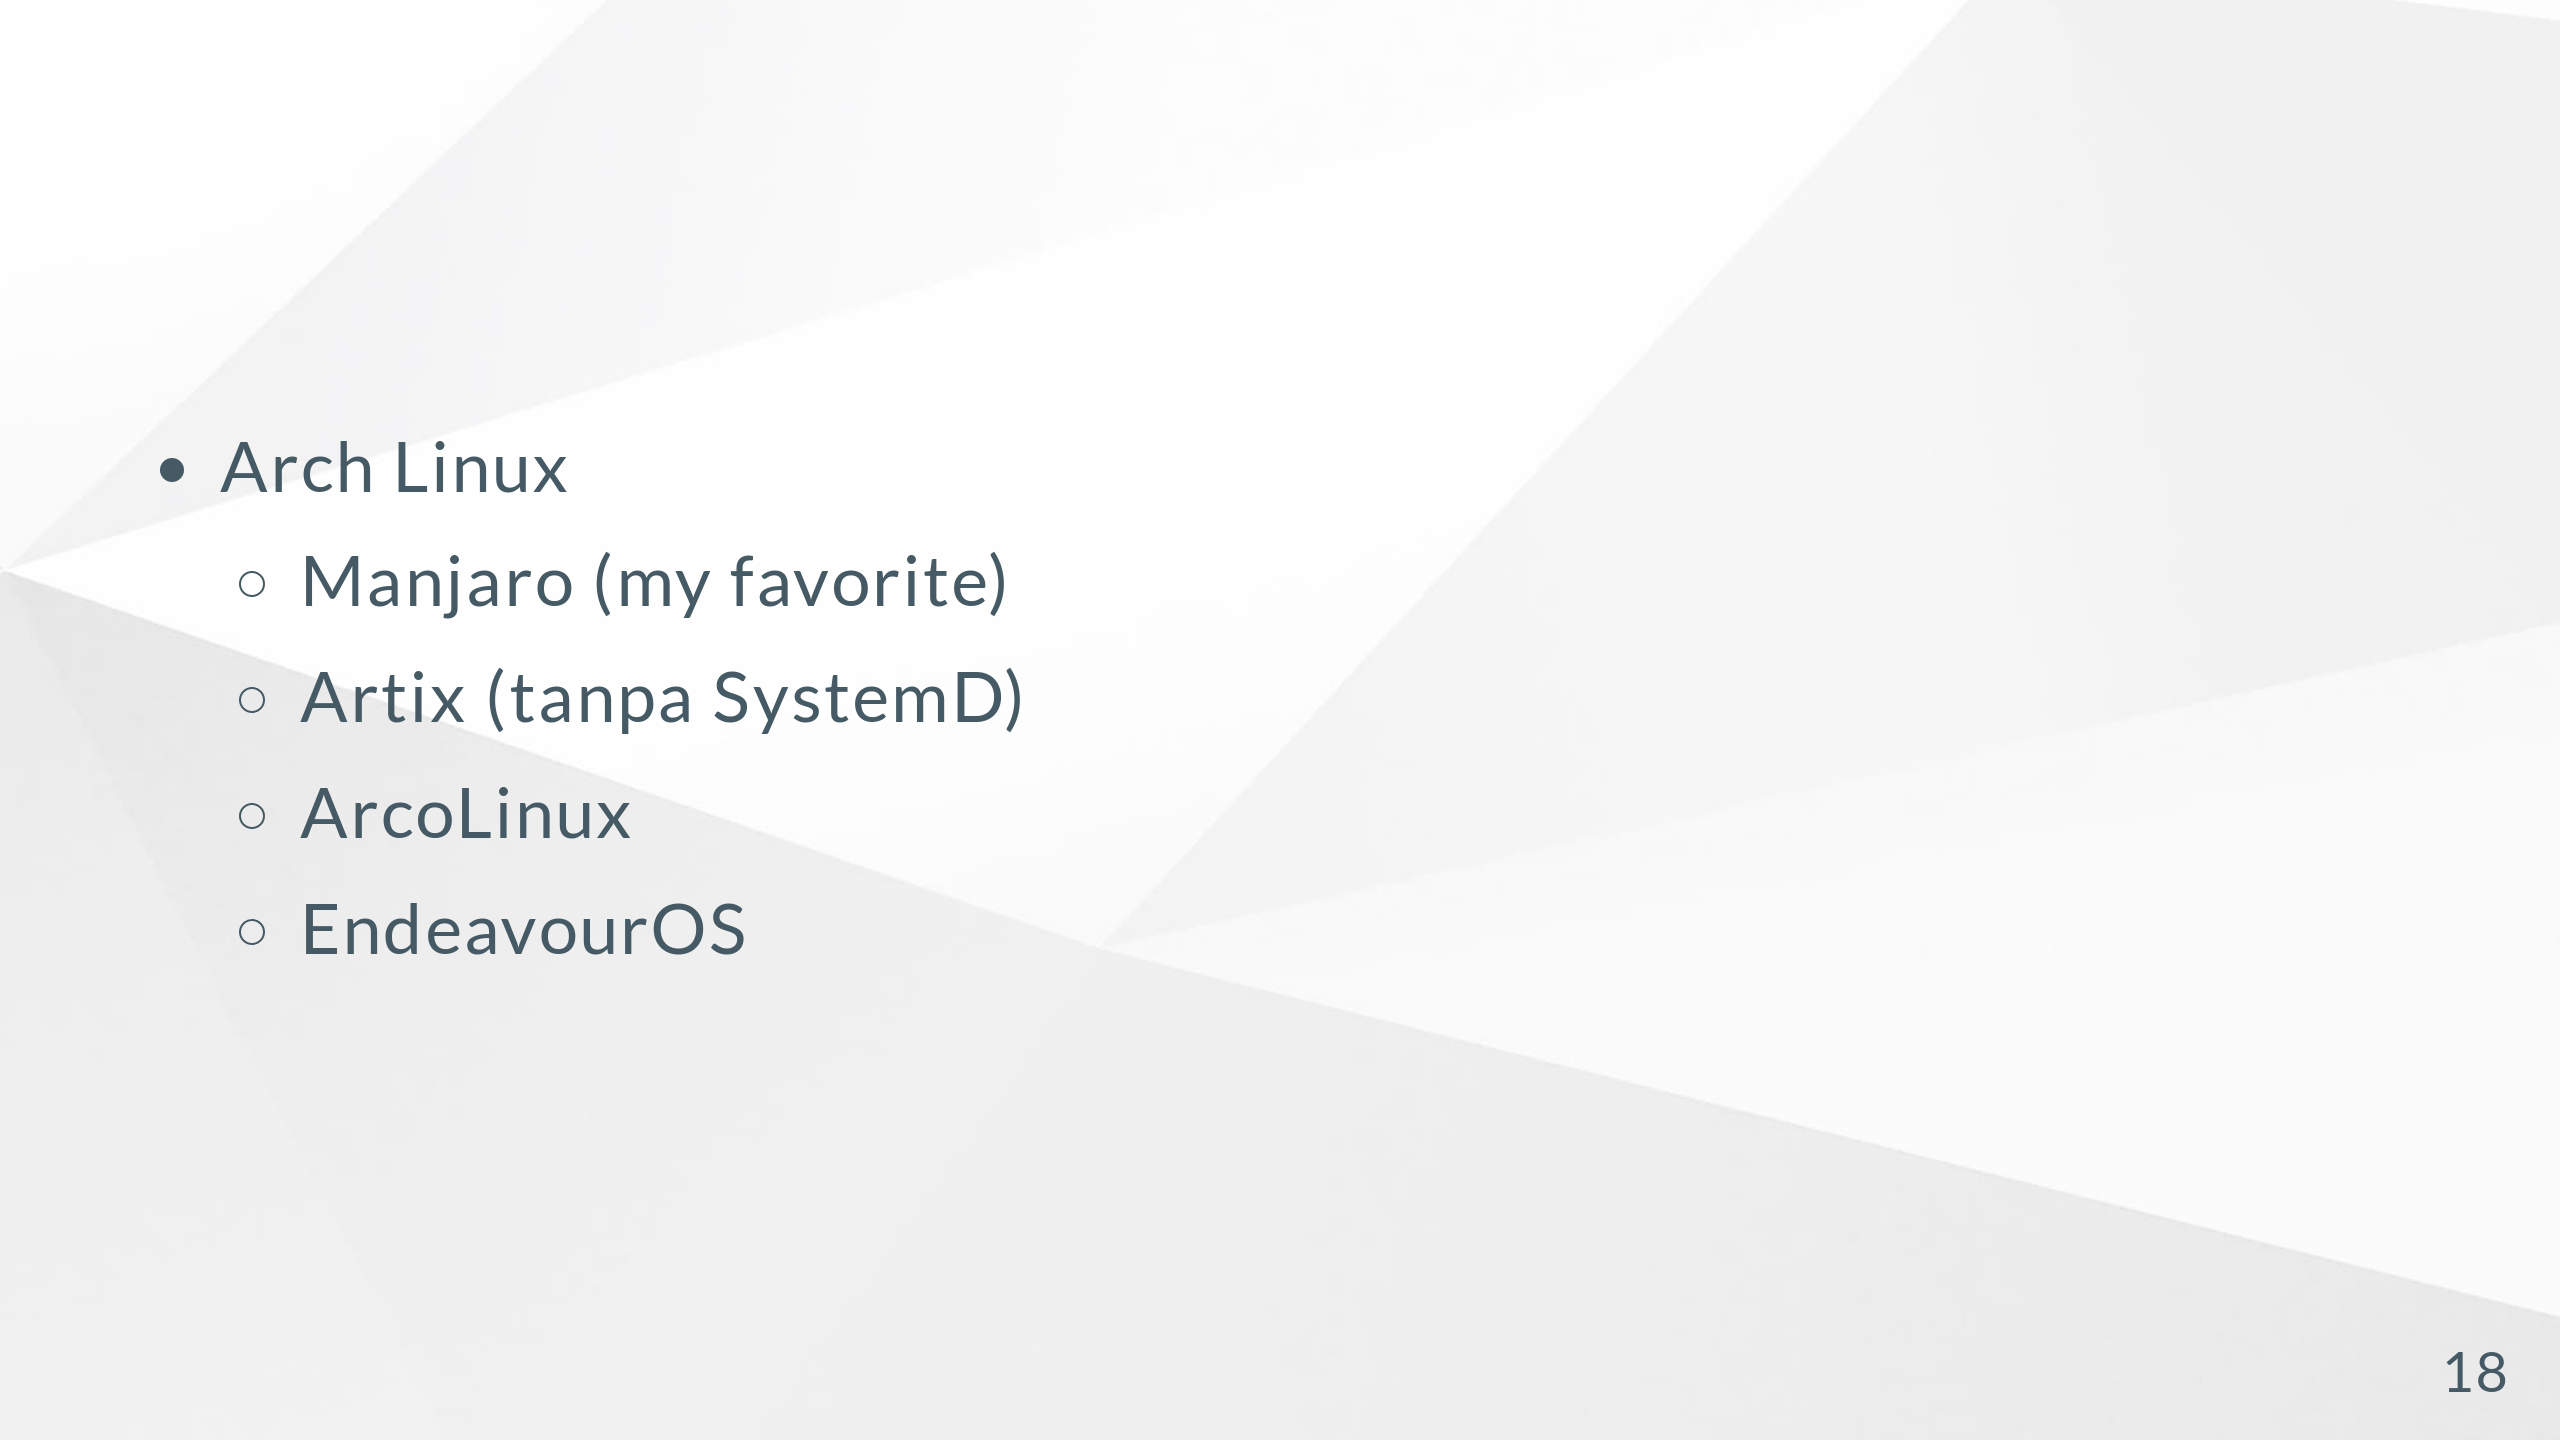 • Arch Linux
○ Manjaro (my favorite)
○ Artix (tanpa SystemD)
○ ArcoLinux
○ EndeavourOS
18